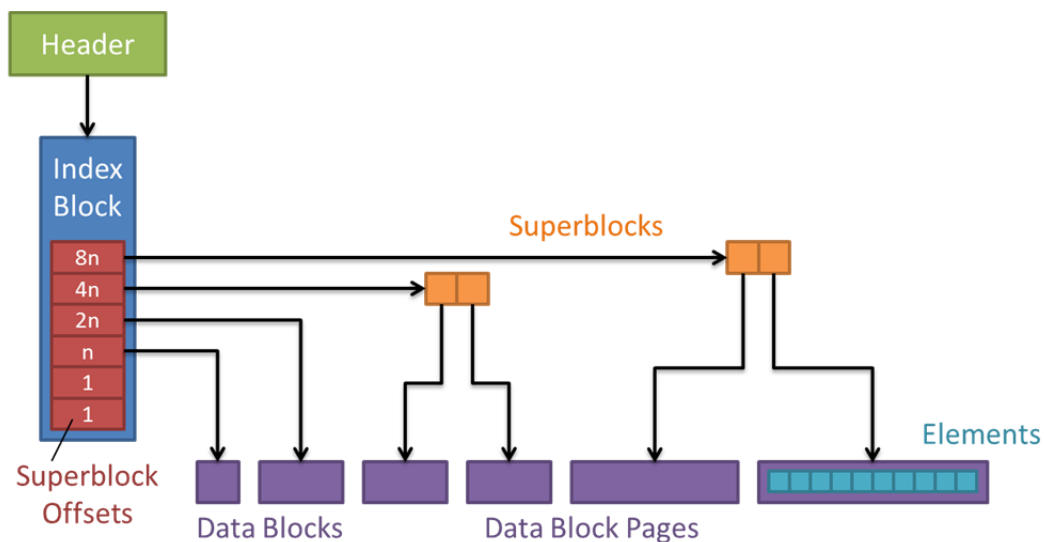 Header
Index
Block
Superblocks
8n
4n
2n
n
1
1
Elements
Superblock
Offsets
Data Blocks
Data Block Pages